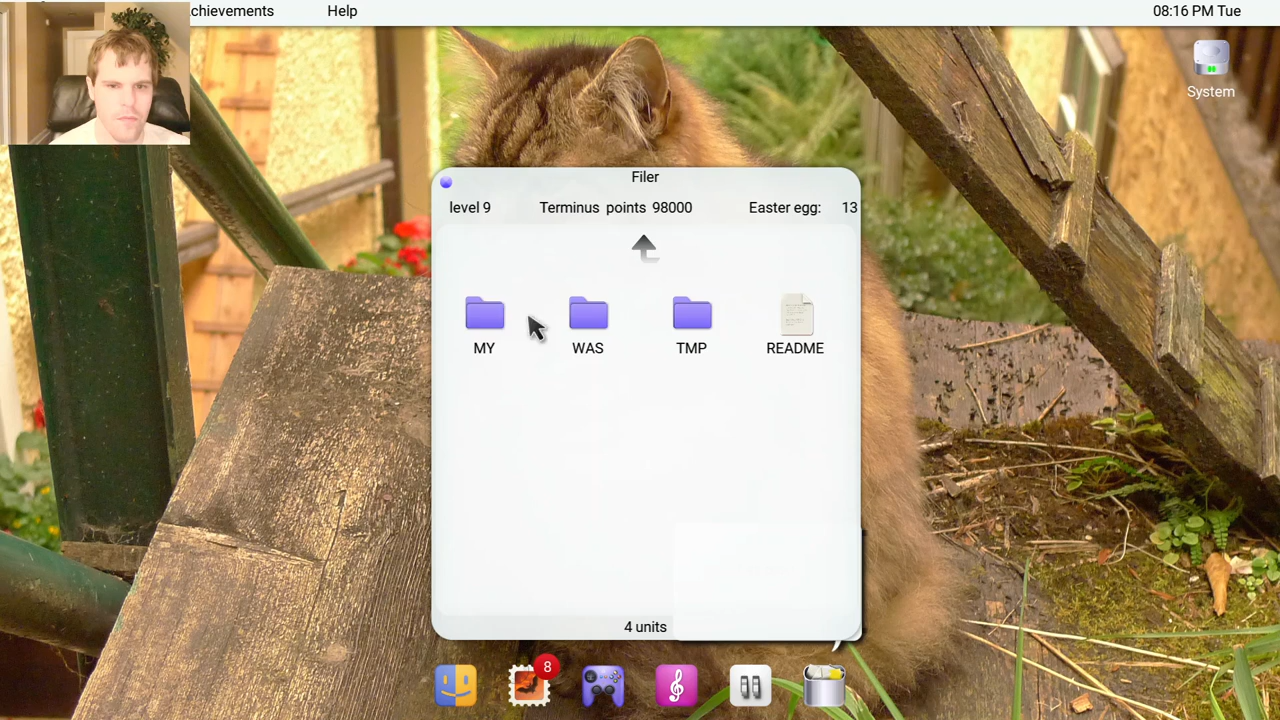 chievements Help 08:16 PM Tue
System
Filer
level 9 Terminus points 98000 Easter egg: 13
MY WAS TMP README
4 units
8